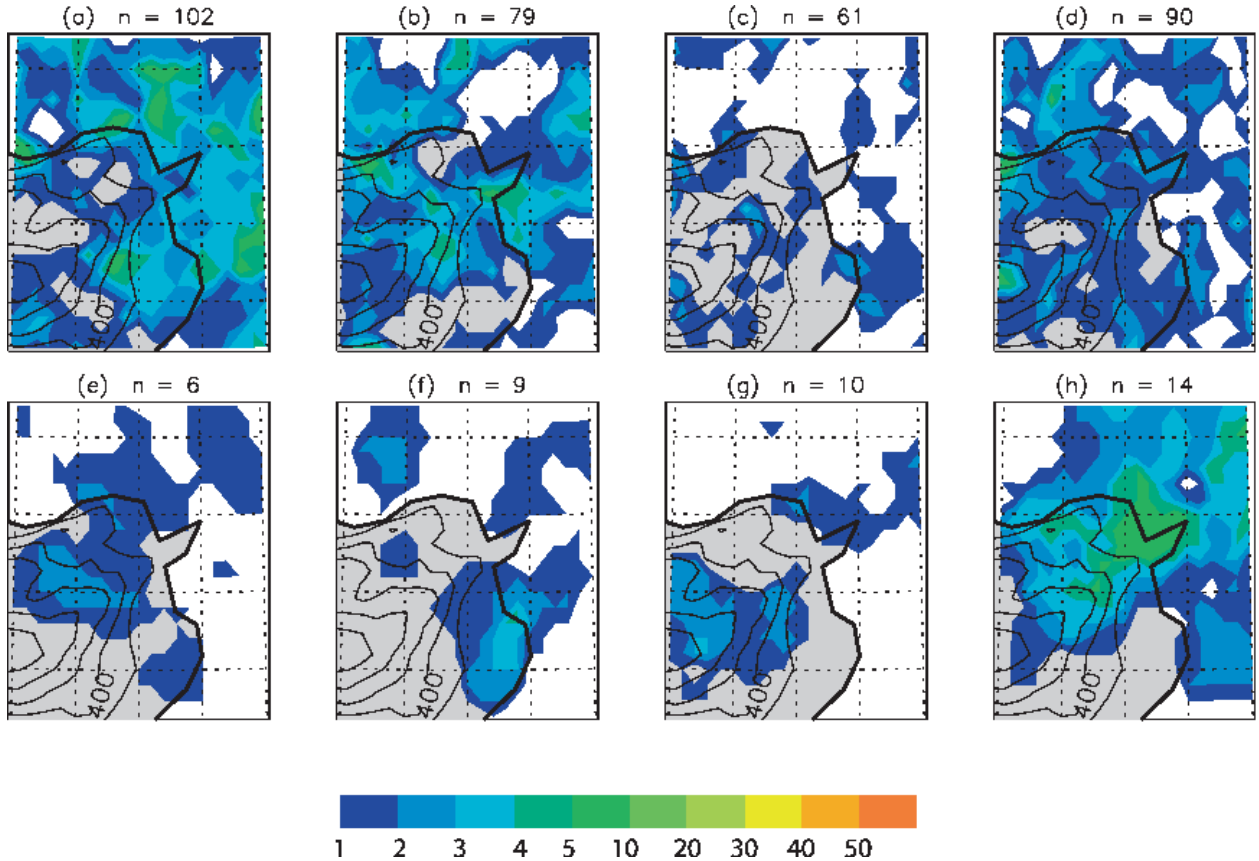 (a) n = 102 (b) n = 79 (c) n = 61 (d) n = 90
400 400 400 400
(e) n = 6 (f) n = 9 (g) n = 10 (h) n = 14
400 400 400 400
1 2 3 4 5 10 20 30 40 50